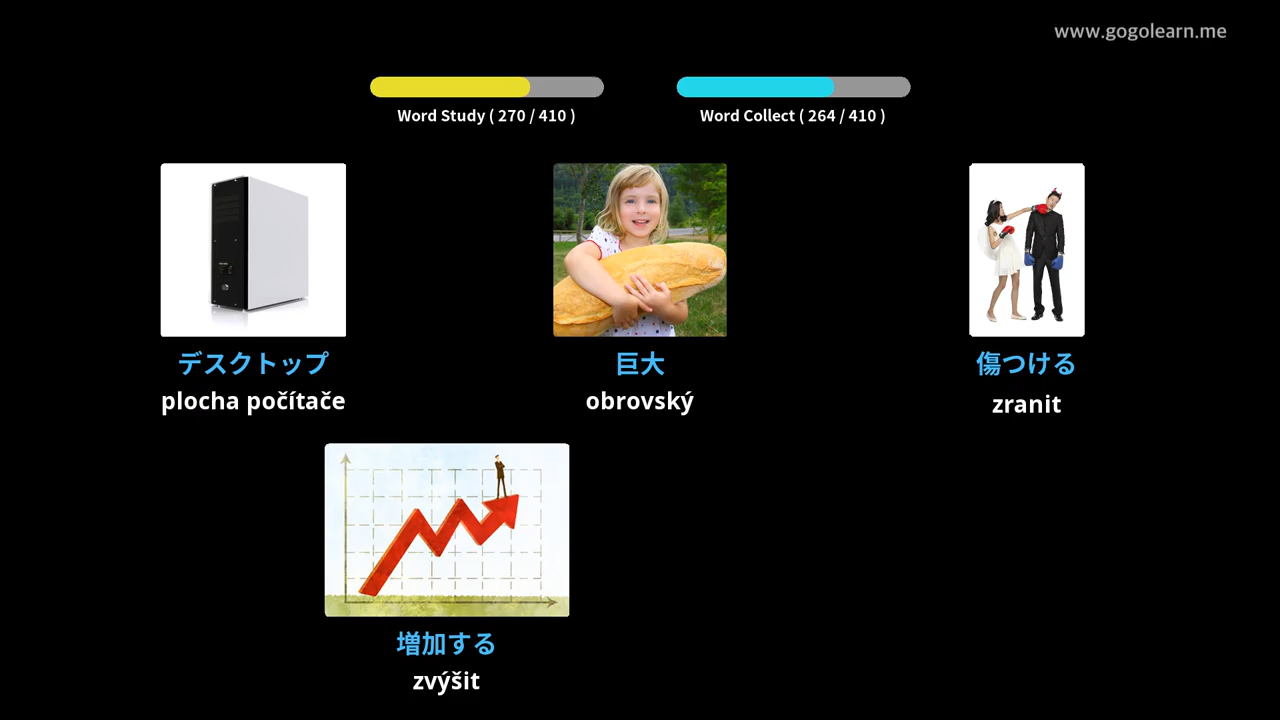 www.gogolearn.me
Word Study ( 270 / 410 )
Word Collect ( 264 / 410 )
デスクトップ
plocha počítače
巨大
obrovský
傷つける
zranit
増加する
zvýšit